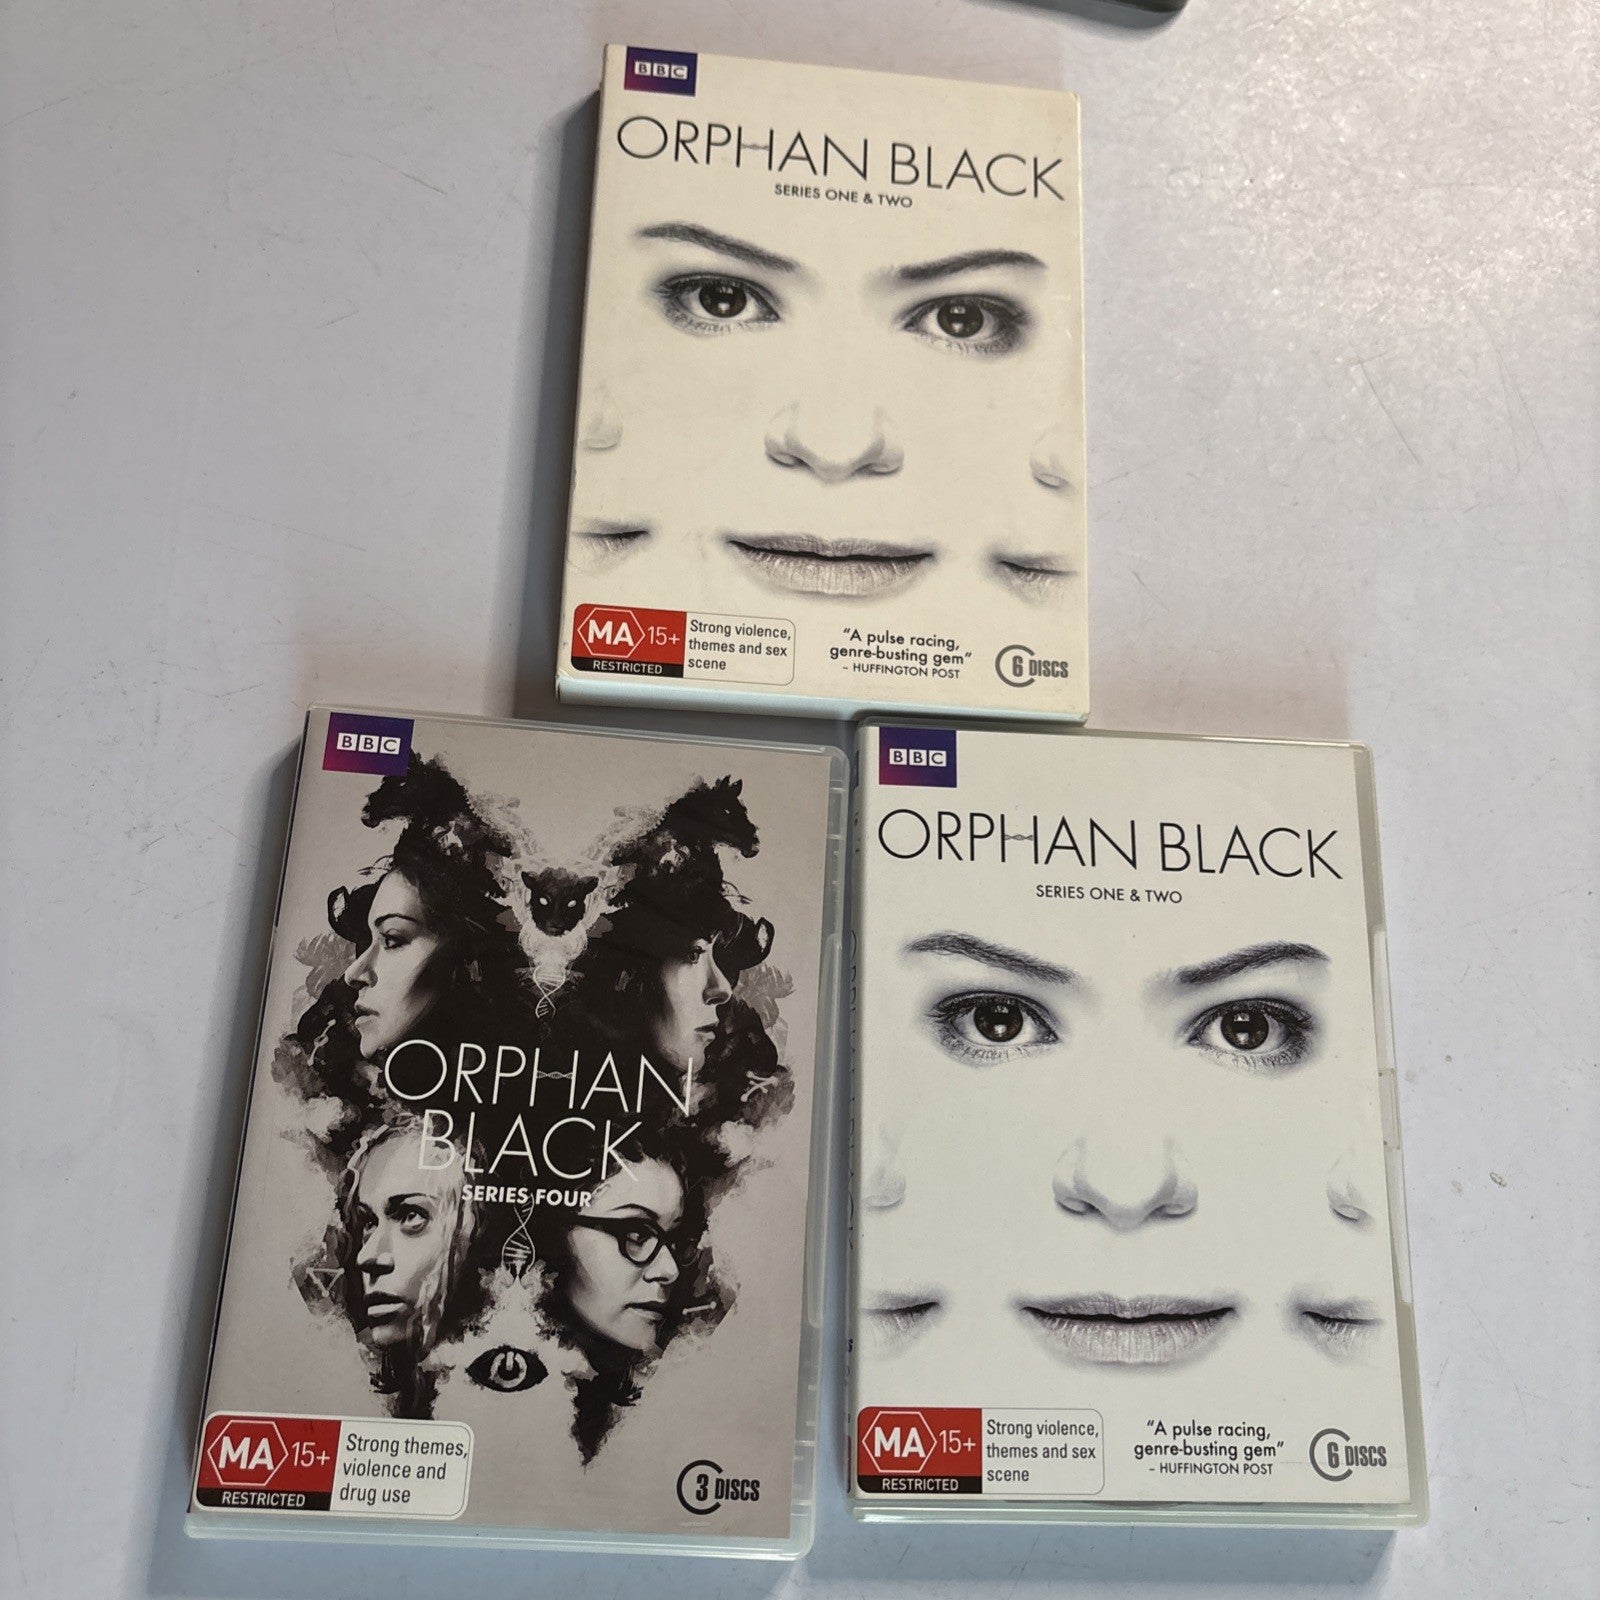 BBC
ORPHAN BLACK
SERIES ONE & TWO
MA 15+
RESTRICTED
Strong violence,
themes and sex
scene
"A pulse racing,
genre-busting gem"
– HUFFINGTON POST
6 DISCS
BBC
ORPHAN
BLACK
SERIES FOUR
MA 15+
RESTRICTED
Strong themes,
violence and
drug use
3 DISCS
BBC
ORPHAN BLACK
SERIES ONE & TWO
MA 15+
RESTRICTED
Strong violence,
themes and sex
scene
"A pulse racing,
genre-busting gem"
– HUFFINGTON POST
6 DISCS